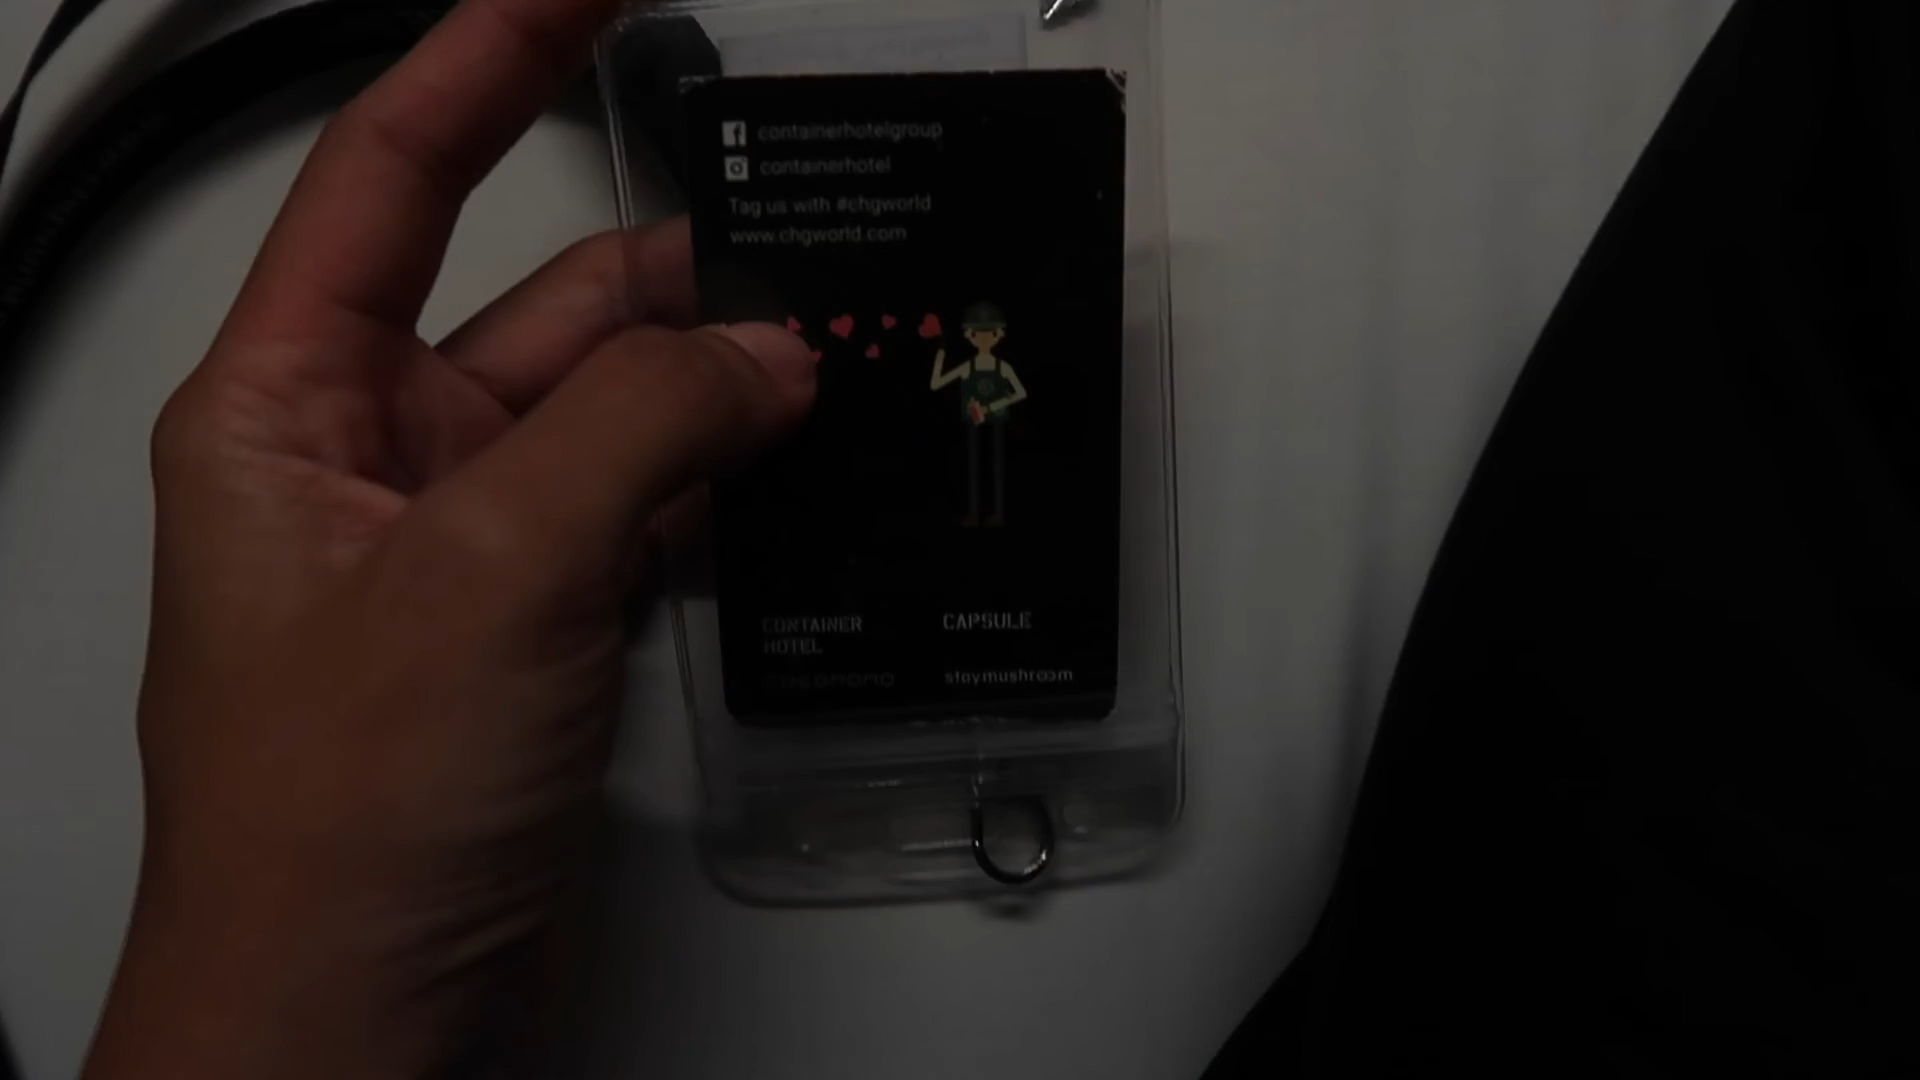 containerhotelgroup
containerhotel
Tag us with #chgworld
www.chgworld.com
CONTAINER
HOTEL
CAPSULE
staymushroom